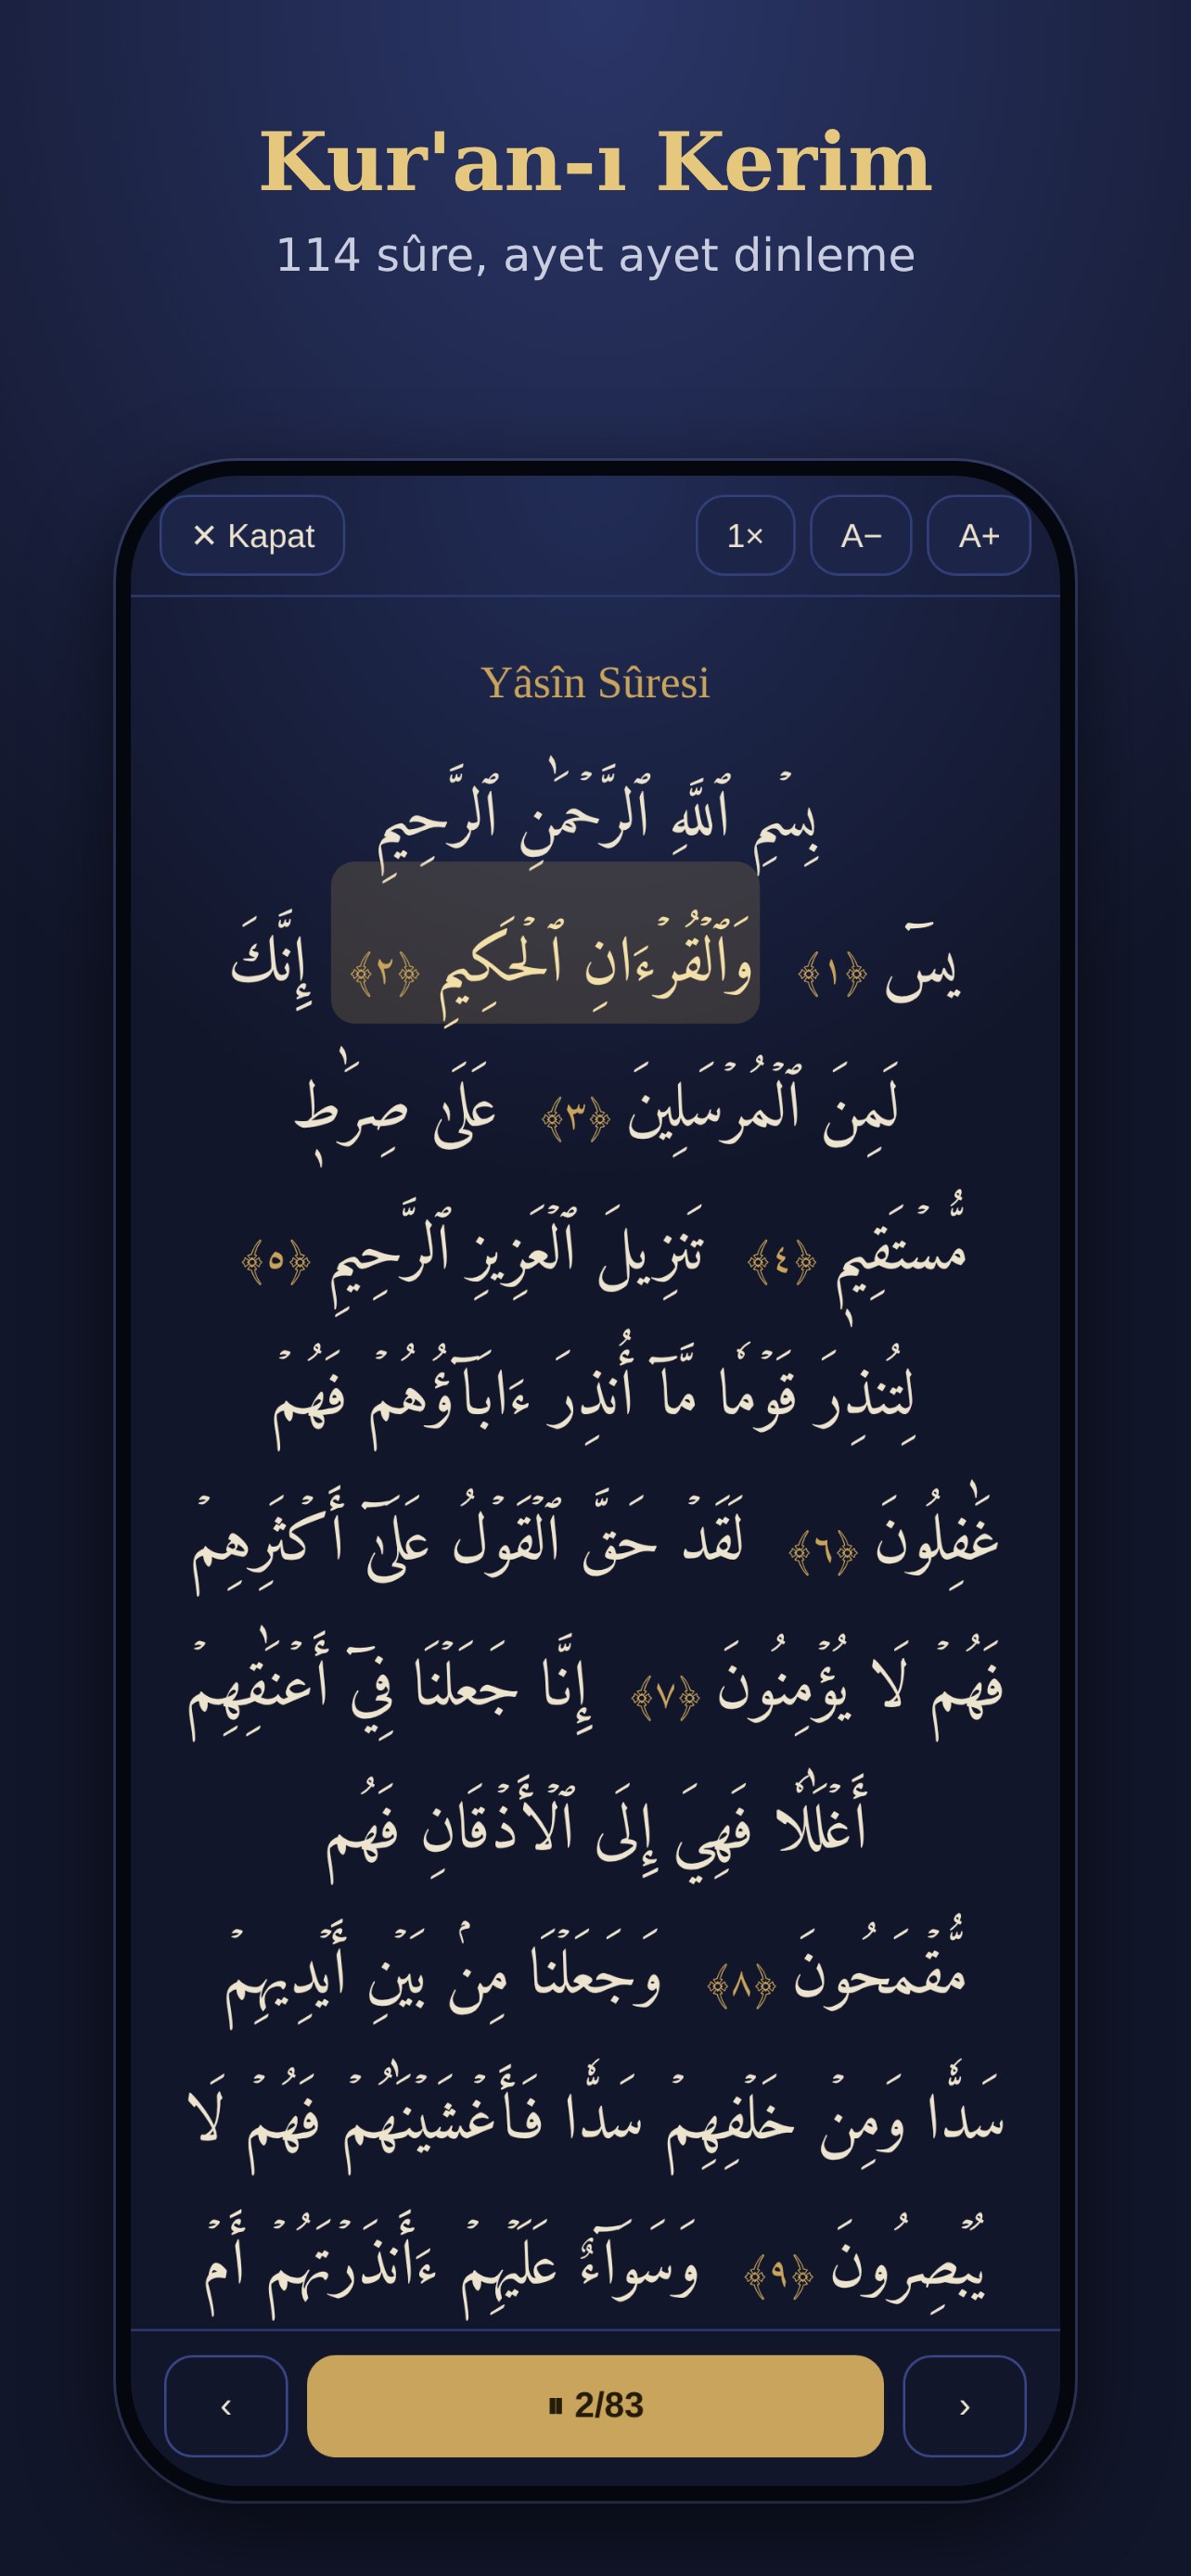 Kur'an-ı Kerim
114 sûre, ayet ayet dinleme
✕ Kapat 1× A− A+
Yâsîn Sûresi
بِسۡمِ ٱللَّهِ ٱلرَّحۡمَٰنِ ٱلرَّحِيمِ
يسٓ ﴿١﴾ وَٱلۡقُرۡءَانِ ٱلۡحَكِيمِ ﴿٢﴾ إِنَّكَ
لَمِنَ ٱلۡمُرۡسَلِينَ ﴿٣﴾ عَلَىٰ صِرَٰطٖ
مُّسۡتَقِيمٖ ﴿٤﴾ تَنزِيلَ ٱلۡعَزِيزِ ٱلرَّحِيمِ ﴿٥﴾
لِتُنذِرَ قَوۡمٗا مَّآ أُنذِرَ ءَابَآؤُهُمۡ فَهُمۡ
غَٰفِلُونَ ﴿٦﴾ لَقَدۡ حَقَّ ٱلۡقَوۡلُ عَلَىٰٓ أَكۡثَرِهِمۡ
فَهُمۡ لَا يُؤۡمِنُونَ ﴿٧﴾ إِنَّا جَعَلۡنَا فِيٓ أَعۡنَٰقِهِمۡ
أَغۡلَٰلٗا فَهِيَ إِلَى ٱلۡأَذۡقَانِ فَهُم
مُّقۡمَحُونَ ﴿٨﴾ وَجَعَلۡنَا مِنۢ بَيۡنِ أَيۡدِيهِمۡ
سَدّٗا وَمِنۡ خَلۡفِهِمۡ سَدّٗا فَأَغۡشَيۡنَٰهُمۡ فَهُمۡ لَا
يُبۡصِرُونَ ﴿٩﴾ وَسَوَآءٌ عَلَيۡهِمۡ ءَأَنذَرۡتَهُمۡ أَمۡ
‹ ⏸ 2/83 ›